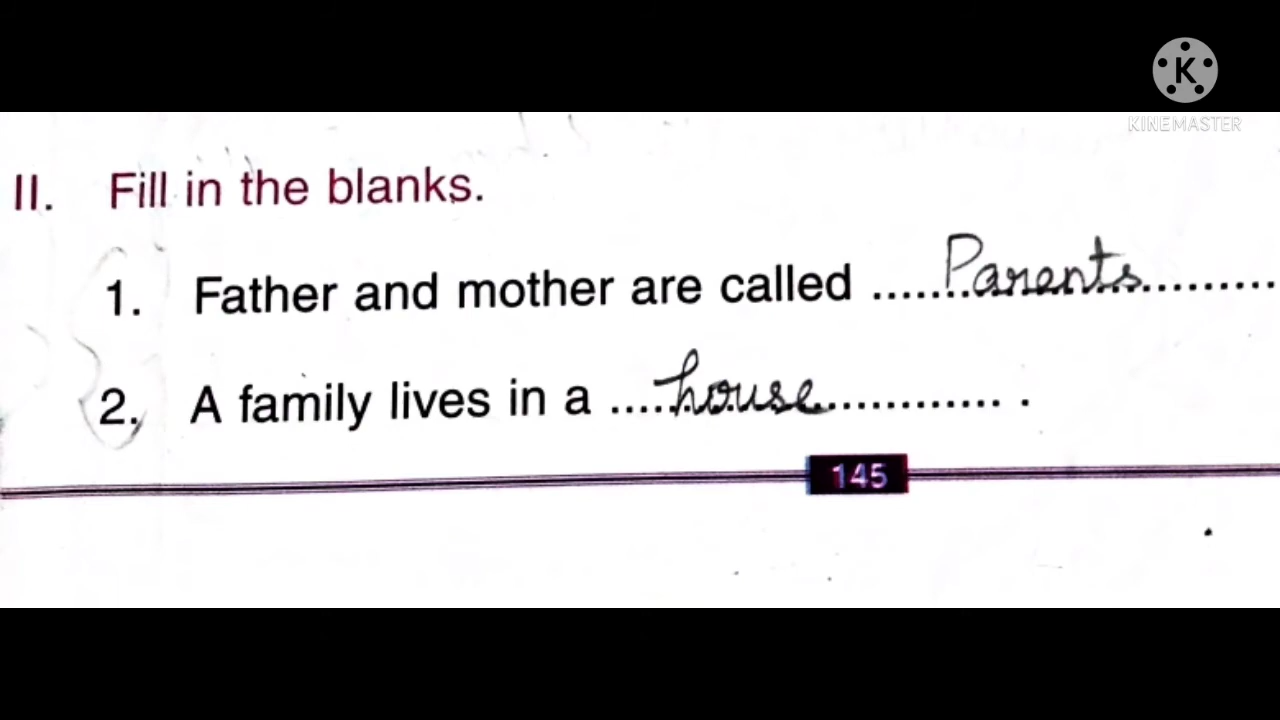 K
KINEMASTER
II. Fill in the blanks.
1. Father and mother are called ......Parents..........
2. A family lives in a .....house............. .
145